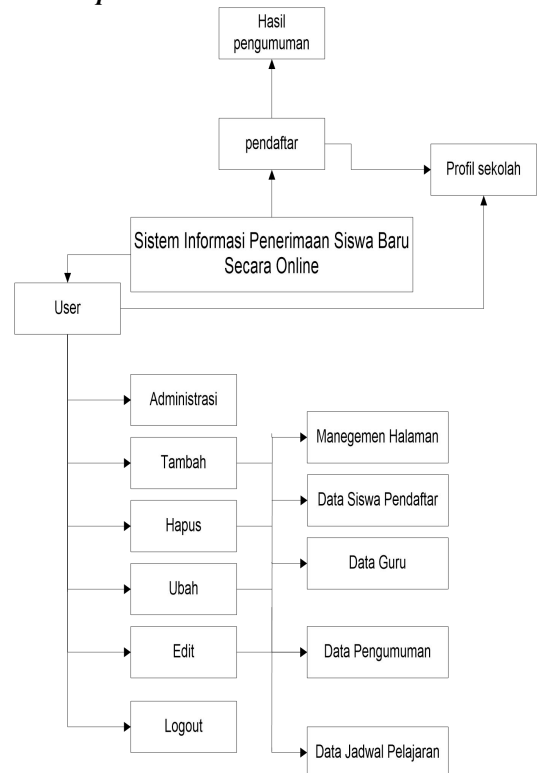 Hasil
pengumuman
pendaftar
Profil sekolah
Sistem Informasi Penerimaan Siswa Baru
Secara Online
User
Administrasi
Tambah
Manegemen Halaman
Data Siswa Pendaftar
Hapus
Data Guru
Ubah
Edit
Data Pengumuman
Logout
Data Jadwal Pelajaran